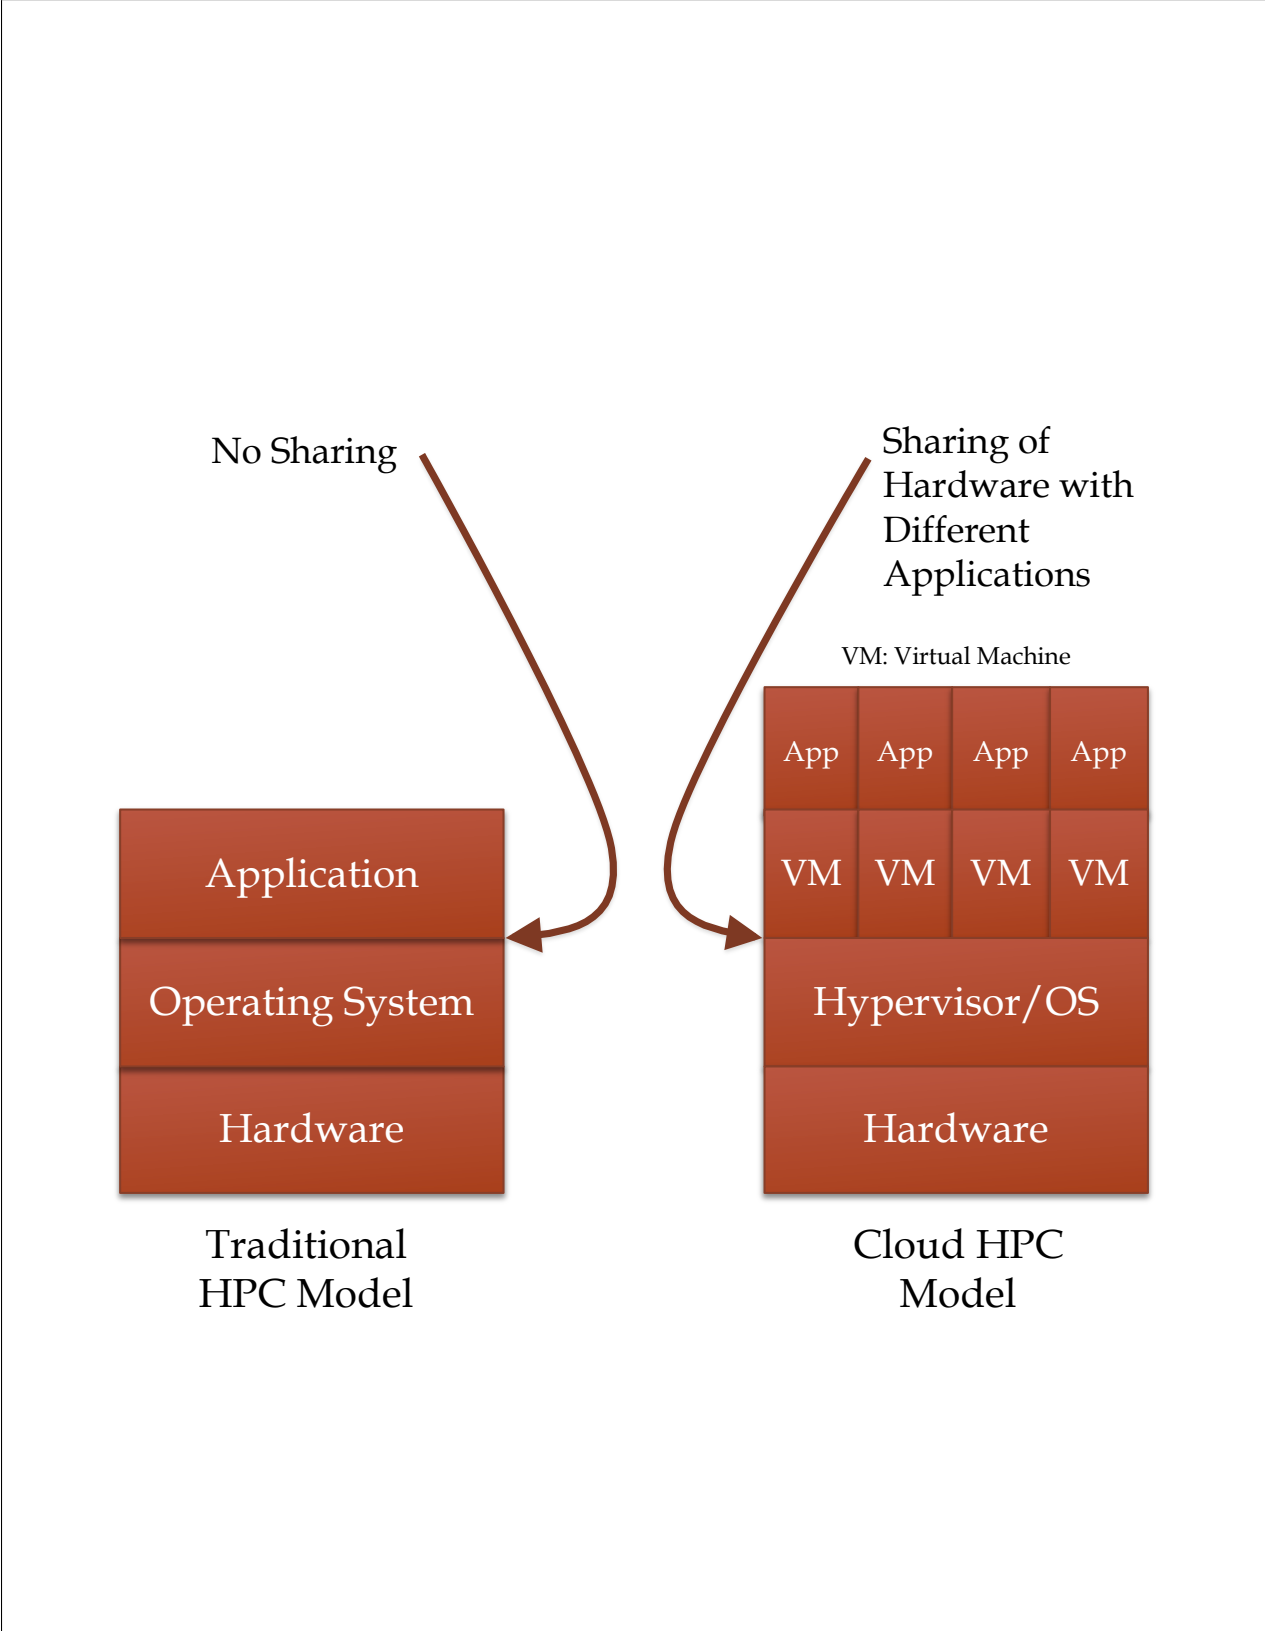 No Sharing
Sharing of
Hardware with
Different
Applications
VM: Virtual Machine
App App App App
Application
VM VM VM VM
Operating System
Hypervisor/OS
Hardware
Hardware
Traditional
HPC Model
Cloud HPC
Model